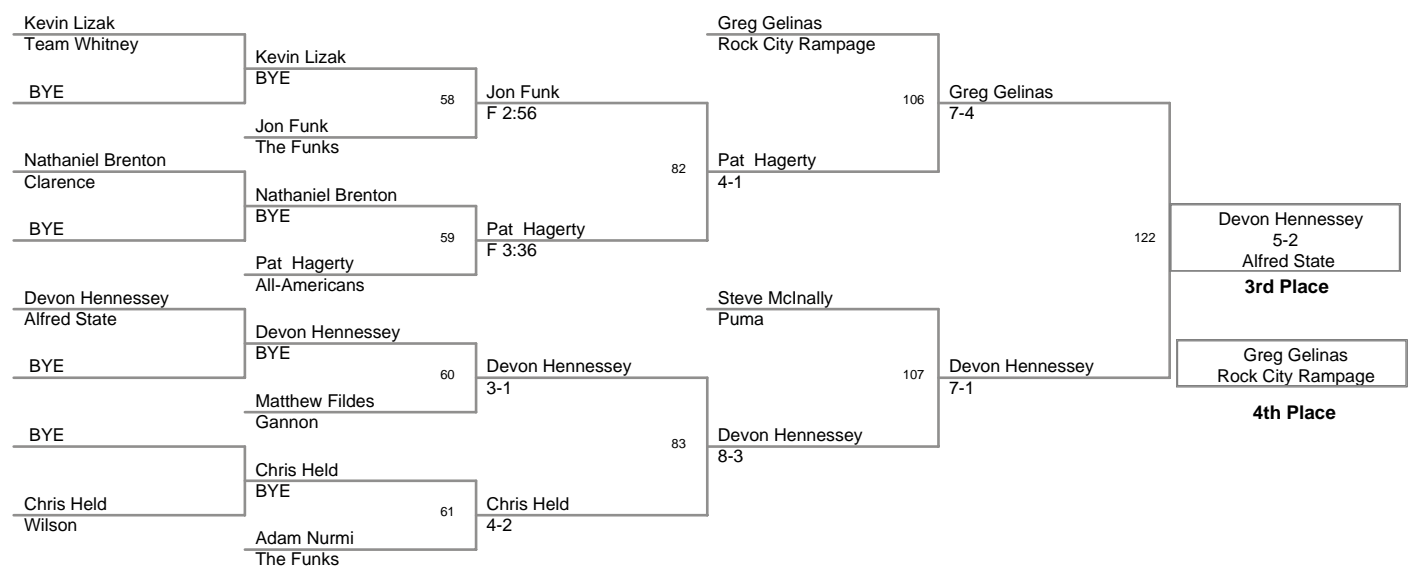 Kevin Lizak
Team Whitney
BYE
Nathaniel Brenton
Clarence
BYE
Devon Hennessey
Alfred State
BYE
BYE
Chris Held
Wilson
Kevin Lizak
BYE
58
Jon Funk
The Funks
Nathaniel Brenton
BYE
59
Pat Hagerty
All-Americans
Devon Hennessey
BYE
60
Matthew Fildes
Gannon
Chris Held
BYE
61
Adam Nurmi
The Funks
Jon Funk
F 2:56
82
Pat Hagerty
F 3:36
Devon Hennessey
3-1
83
Chris Held
4-2
Greg Gelinas
Rock City Rampage
106
Pat Hagerty
4-1
Steve McInally
Puma
107
Devon Hennessey
8-3
Greg Gelinas
7-4
122
Devon Hennessey
7-1
Devon Hennessey
5-2
Alfred State
3rd Place
Greg Gelinas
Rock City Rampage
4th Place